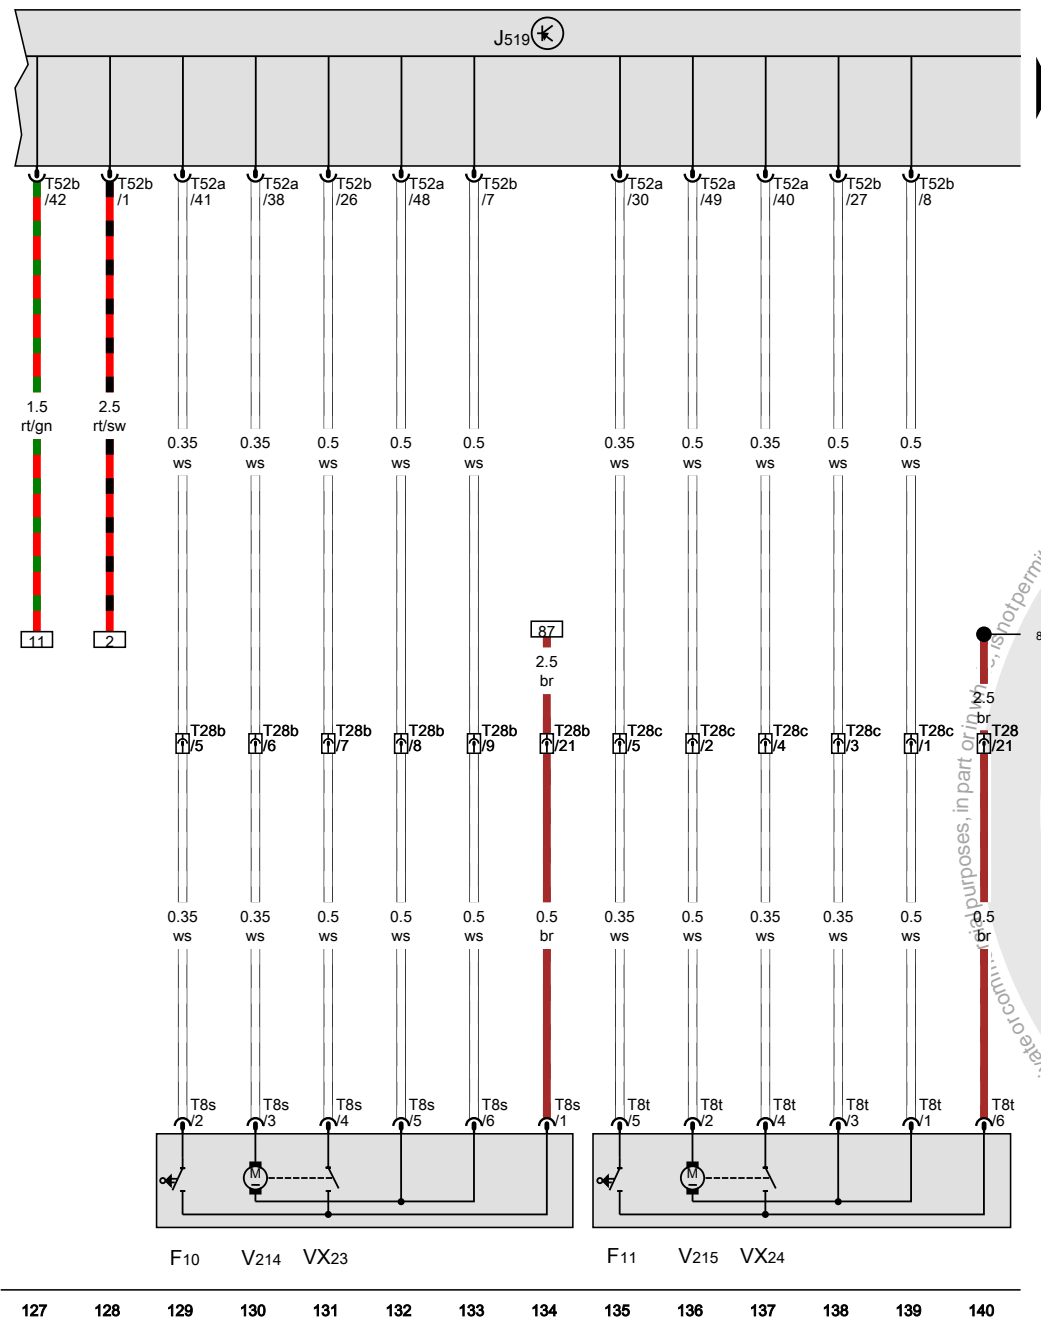 J519
T52b T52b T52a T52a T52b T52a T52b T52a T52a T52a T52b T52b
/42 /1 /41 /38 /26 /48 /7 /30 /49 /40 /27 /8
1.5 2.5
rt/gn rt/sw
0.35 0.35 0.5 0.5 0.5 0.35 0.5 0.35 0.5 0.5
ws ws ws ws ws ws ws ws ws ws
11 2 87 8
2.5
br
2.5
br
T28b T28b T28b T28b T28b T28b T28c T28c T28c T28c T28c T28
/5 /6 /7 /8 /9 /21 /5 /2 /4 /3 /1 /21
0.35 0.35 0.5 0.5 0.5 0.5 0.35 0.5 0.35 0.35 0.5 0.5
ws ws ws ws ws br ws ws ws ws ws br
T8s T8s T8s T8s T8s T8s T8t T8t T8t T8t T8t T8t
/2 /3 /4 /5 /6 /1 /5 /2 /4 /3 /1 /6
M M
F10 V214 VX23 F11 V215 VX24
127 128 129 130 131 132 133 134 135 136 137 138 139 140
purposes, in part or in , is not